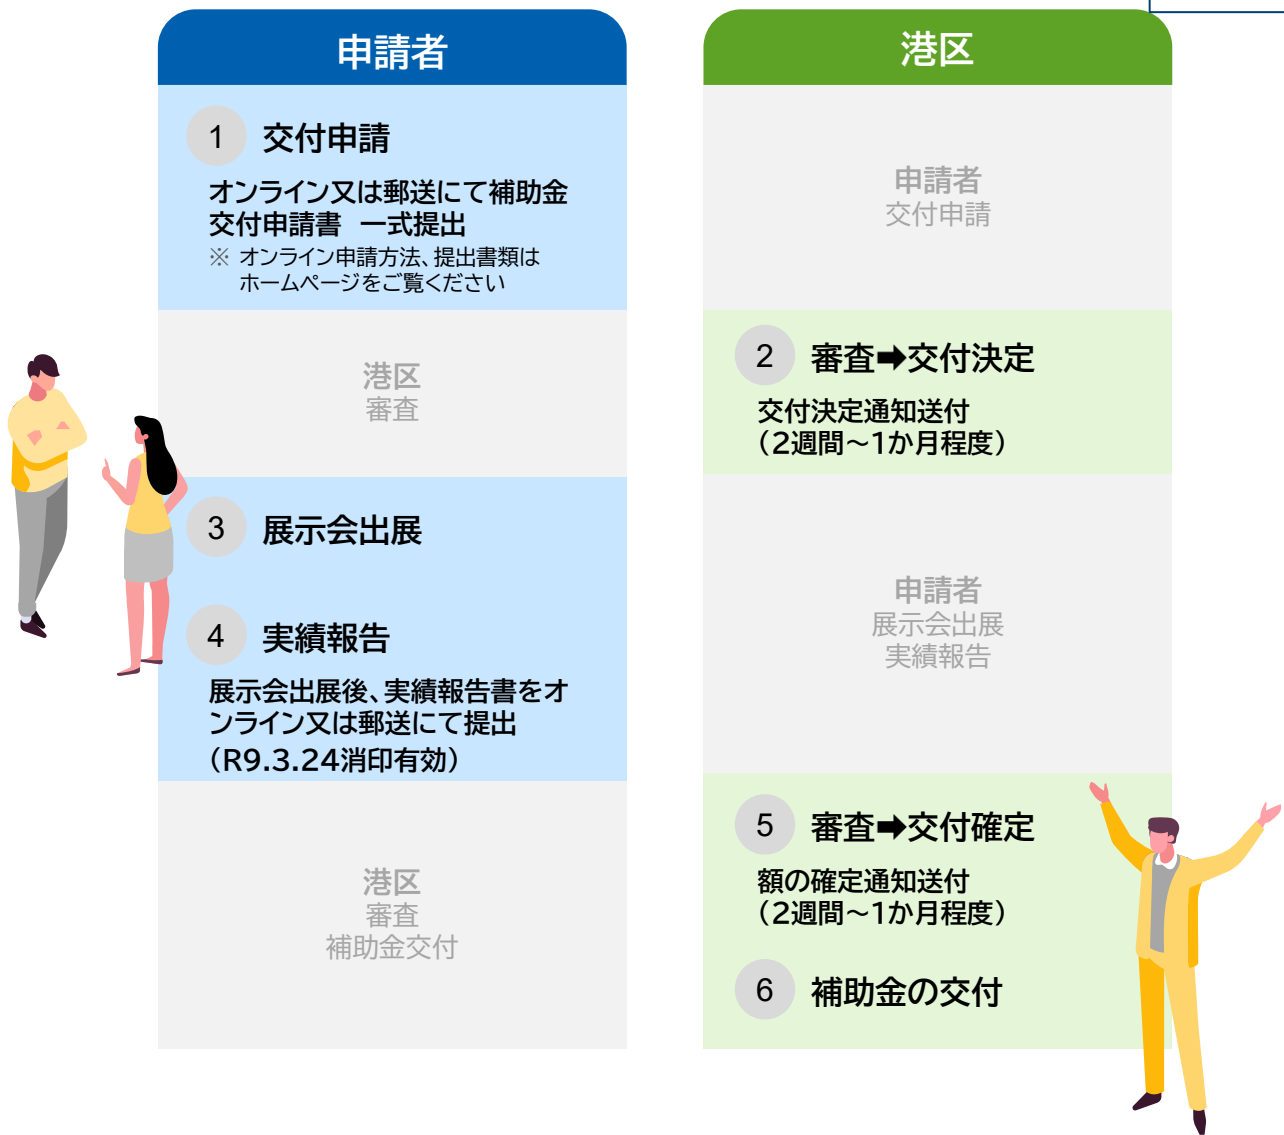 申請者
1 交付申請
オンライン又は郵送にて補助金
交付申請書　一式提出
※ オンライン申請方法、提出書類は
ホームページをご覧ください
港区
審査
3 展示会出展
4 実績報告
展示会出展後、実績報告書をオ
ンライン又は郵送にて提出
（R9.3.24消印有効）
港区
審査
補助金交付
港区
申請者
交付申請
2 審査➡交付決定
交付決定通知送付
（2週間～1か月程度）
申請者
展示会出展
実績報告
5 審査➡交付確定
額の確定通知送付
（2週間～1か月程度）
6 補助金の交付